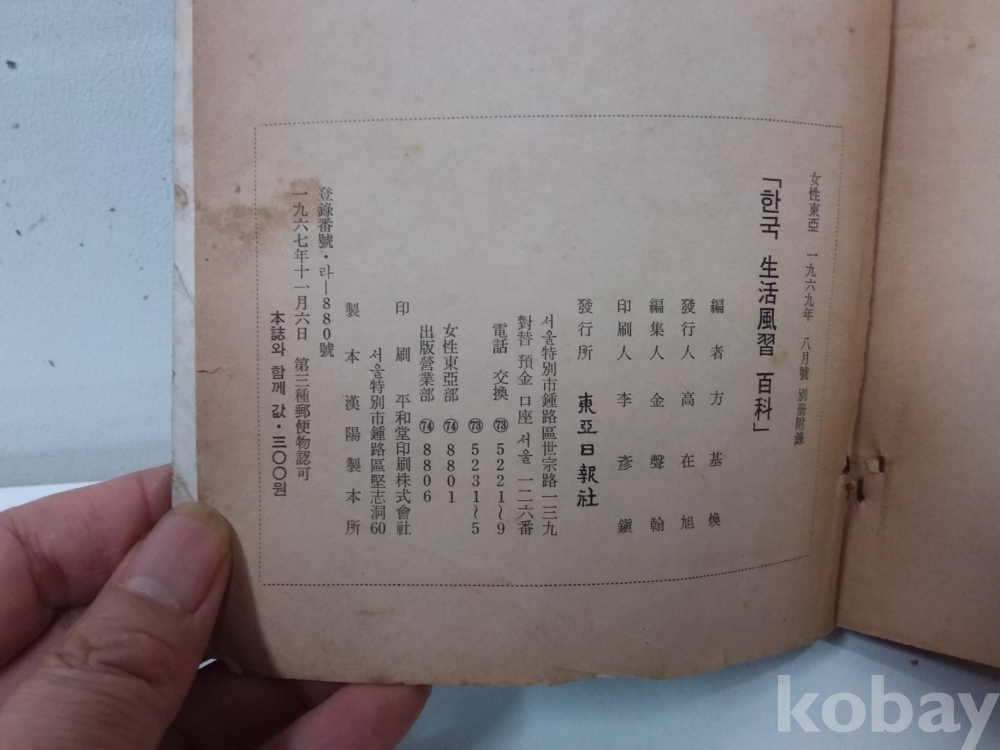 女性東亞 一九六九年 八月號 別冊附錄
「한국 生活風習 百科」
編者 方基煥
發行人 高在旭
編集人 金聲翰
印刷人 李彥鎭
發行所 東亞日報社
서울特別市鍾路區世宗路一三九
對替 預金 口座 서울 一二六番
電話 交換 ㉓ 5221~9
㉓ 5231~5
女性東亞部 74 8801
出版營業部 74 8806
印刷 平和堂印刷株式會社
서울特別市鍾路區堅志洞60
製本 漢陽製本所
登錄番號・라―880號
一九六七年十一月六日 第三種郵便物認可
本誌와 함께 값・三〇〇원
kobay